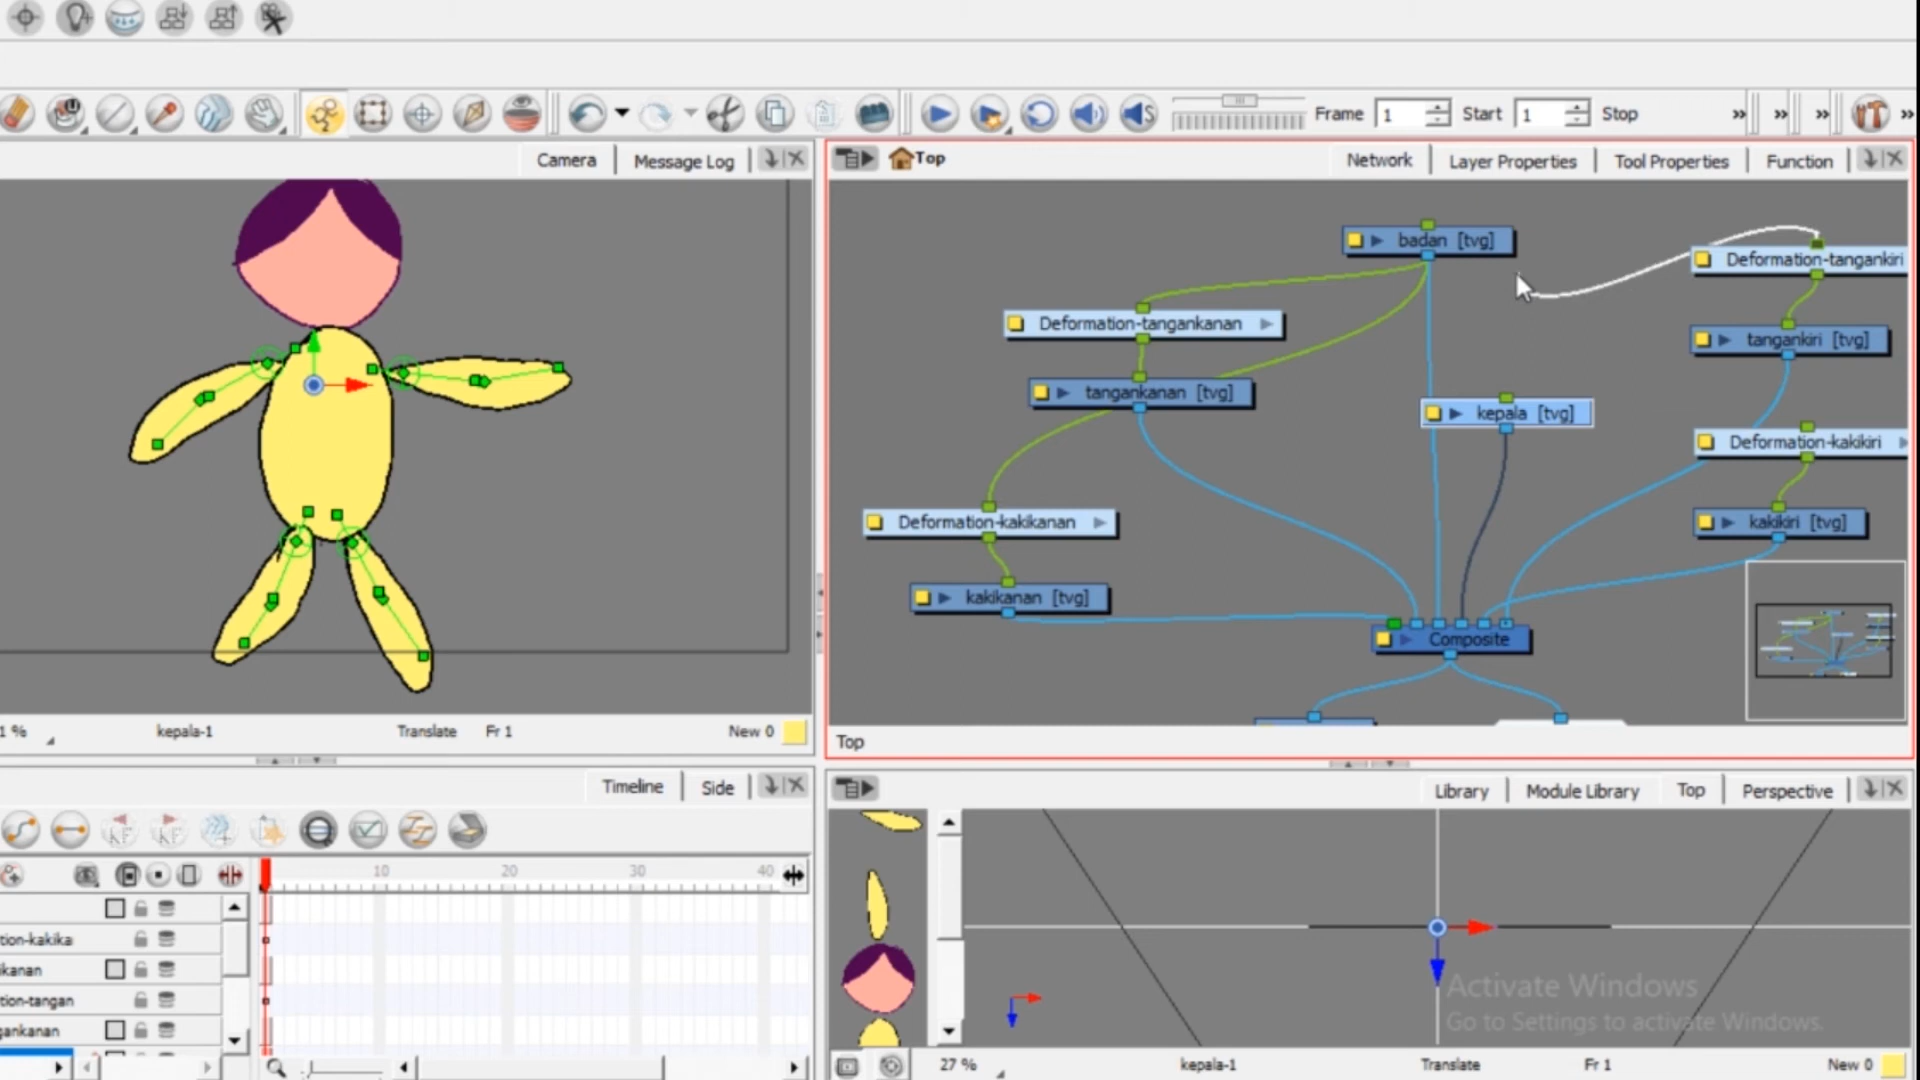 Frame 1 Start 1 Stop
Camera Message Log
Top Network Layer Properties Tool Properties Function
badan [tvg]
Deformation-tangankiri
Deformation-tangankanan
tangankiri [tvg]
tangankanan [tvg]
kepala [tvg]
Deformation-kakikiri
Deformation-kakikanan
kakikiri [tvg]
kakikanan [tvg]
Composite
1 % kepala-1 Translate Fr 1 New 0
Top
Timeline Side
Library Module Library Top Perspective
10 20 30 40
tion-kakika
kanan
tion-tangan
gankanan
Activate Windows
Go to Settings to activate Windows.
27 % kepala-1 Translate Fr 1 New 0